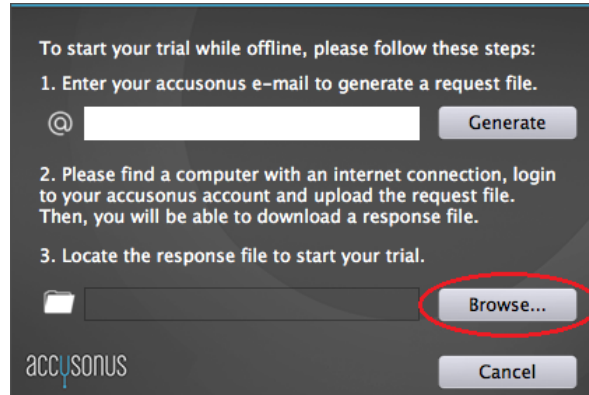 To start your trial while offline, please follow these steps:
1. Enter your accusonus e-mail to generate a request file.
@ Generate
2. Please find a computer with an internet connection, login
to your accusonus account and upload the request file.
Then, you will be able to download a response file.
3. Locate the response file to start your trial.
Browse...
accusonus Cancel